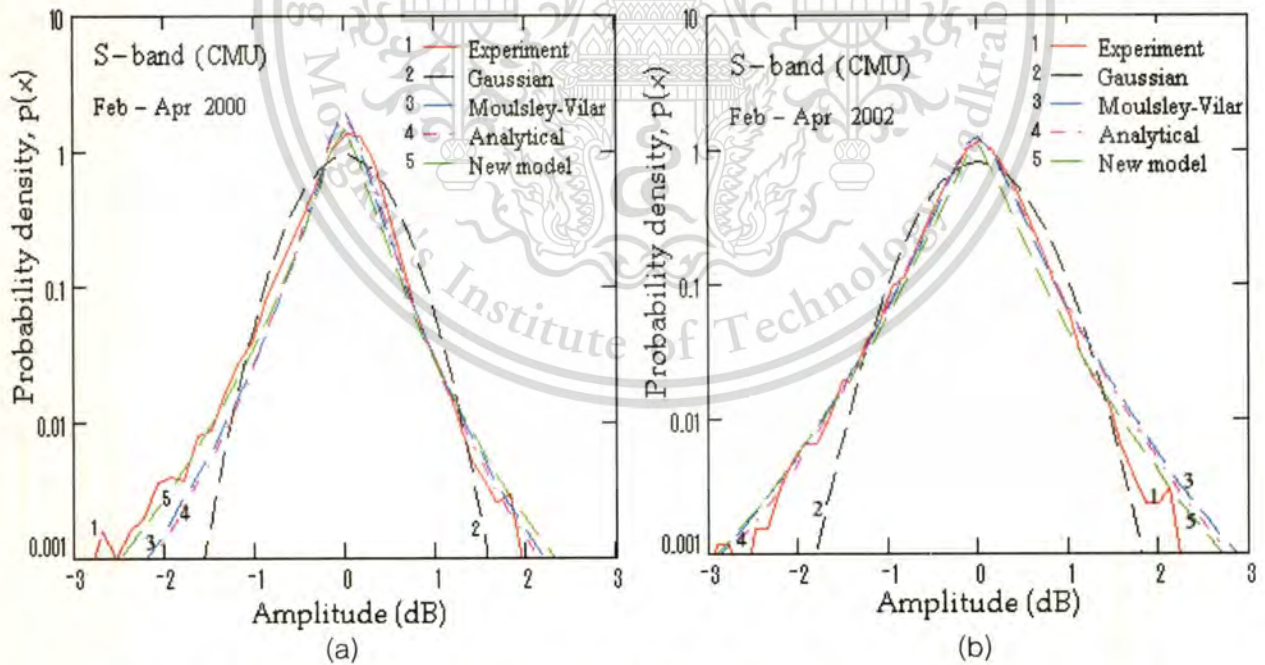 10
1
0.1
0.01
0.001
Probability density, p(x)
S-band (CMU)
Feb - Apr 2000
1 Experiment
2 Gaussian
3 Moulsley-Vilar
4 Analytical
5 New model
1
5
3
4
2
-3 -2 -1 0 1 2 3
Amplitude (dB)
(a)
10
1
0.1
0.01
0.001
Probability density, p(x)
S-band (CMU)
Feb - Apr 2002
1 Experiment
2 Gaussian
3 Moulsley-Vilar
4 Analytical
5 New model
4
2
1
3
5
-3 -2 -1 0 1 2 3
Amplitude (dB)
(b)
Institute of Technology Ladkrabang